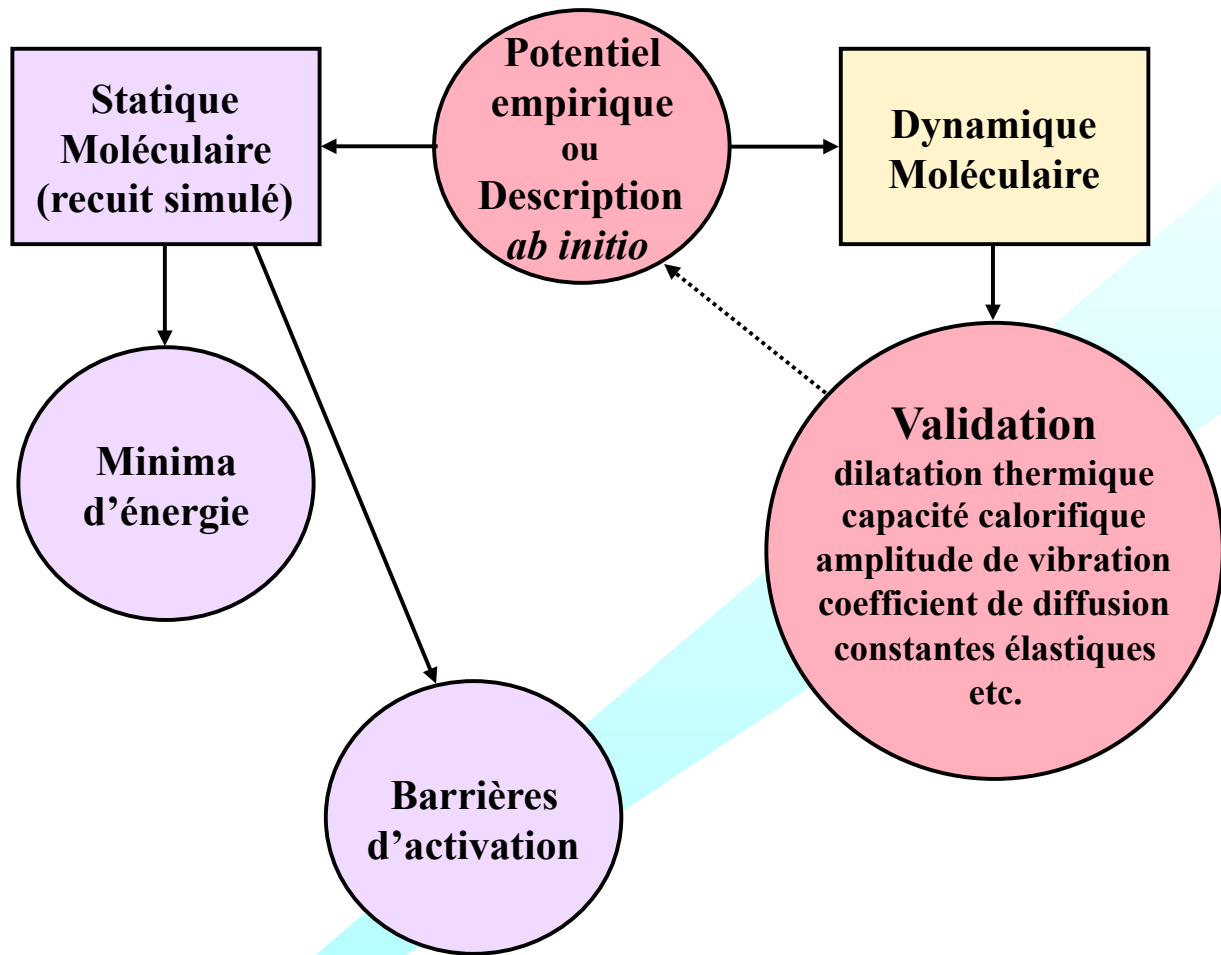 Statique
Moléculaire
(recuit simulé)
Potentiel
empirique
ou
Description
ab initio
Dynamique
Moléculaire
Minima
d’énergie
Validation
dilatation thermique
capacité calorifique
amplitude de vibration
coefficient de diffusion
constantes élastiques
etc.
Barrières
d’activation